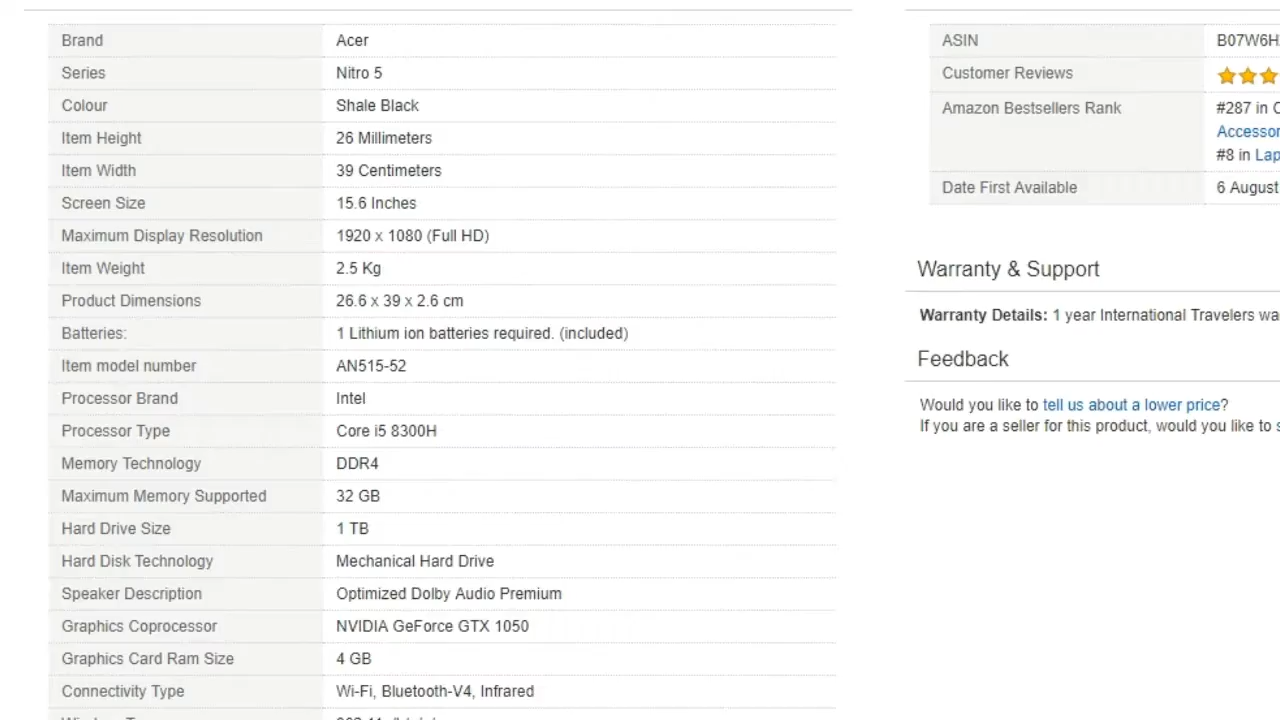 Brand Acer
Series Nitro 5
Colour Shale Black
Item Height 26 Millimeters
Item Width 39 Centimeters
Screen Size 15.6 Inches
Maximum Display Resolution 1920 x 1080 (Full HD)
Item Weight 2.5 Kg
Product Dimensions 26.6 x 39 x 2.6 cm
Batteries: 1 Lithium ion batteries required. (included)
Item model number AN515-52
Processor Brand Intel
Processor Type Core i5 8300H
Memory Technology DDR4
Maximum Memory Supported 32 GB
Hard Drive Size 1 TB
Hard Disk Technology Mechanical Hard Drive
Speaker Description Optimized Dolby Audio Premium
Graphics Coprocessor NVIDIA GeForce GTX 1050
Graphics Card Ram Size 4 GB
Connectivity Type Wi-Fi, Bluetooth-V4, Infrared
ASIN B07W6H
Customer Reviews
Amazon Bestsellers Rank #287 in
Accessor
#8 in Lap
Date First Available 6 August
Warranty & Support
Warranty Details: 1 year International Travelers wa
Feedback
Would you like to tell us about a lower price?
If you are a seller for this product, would you like to s